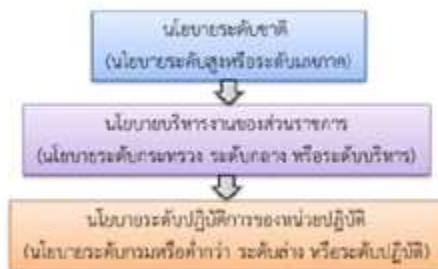 นโยบายระดับชาติ
(นโยบายระดับสูงหรือระดับมหภาค)
นโยบายบริหารงานของส่วนราชการ
(นโยบายระดับกระทรวง ระดับกลาง หรือระดับบริหาร)
นโยบายระดับปฏิบัติการของหน่วยปฏิบัติ
(นโยบายระดับกรมหรือต่ำกว่า ระดับล่าง หรือระดับปฏิบัติ)